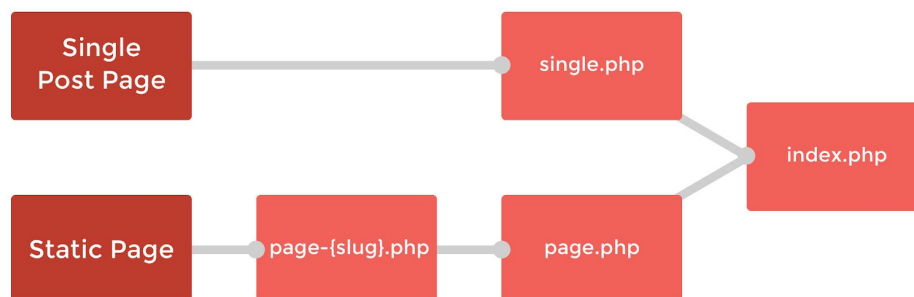 Single
Post Page
single.php
index.php
Static Page
page-{slug}.php
page.php